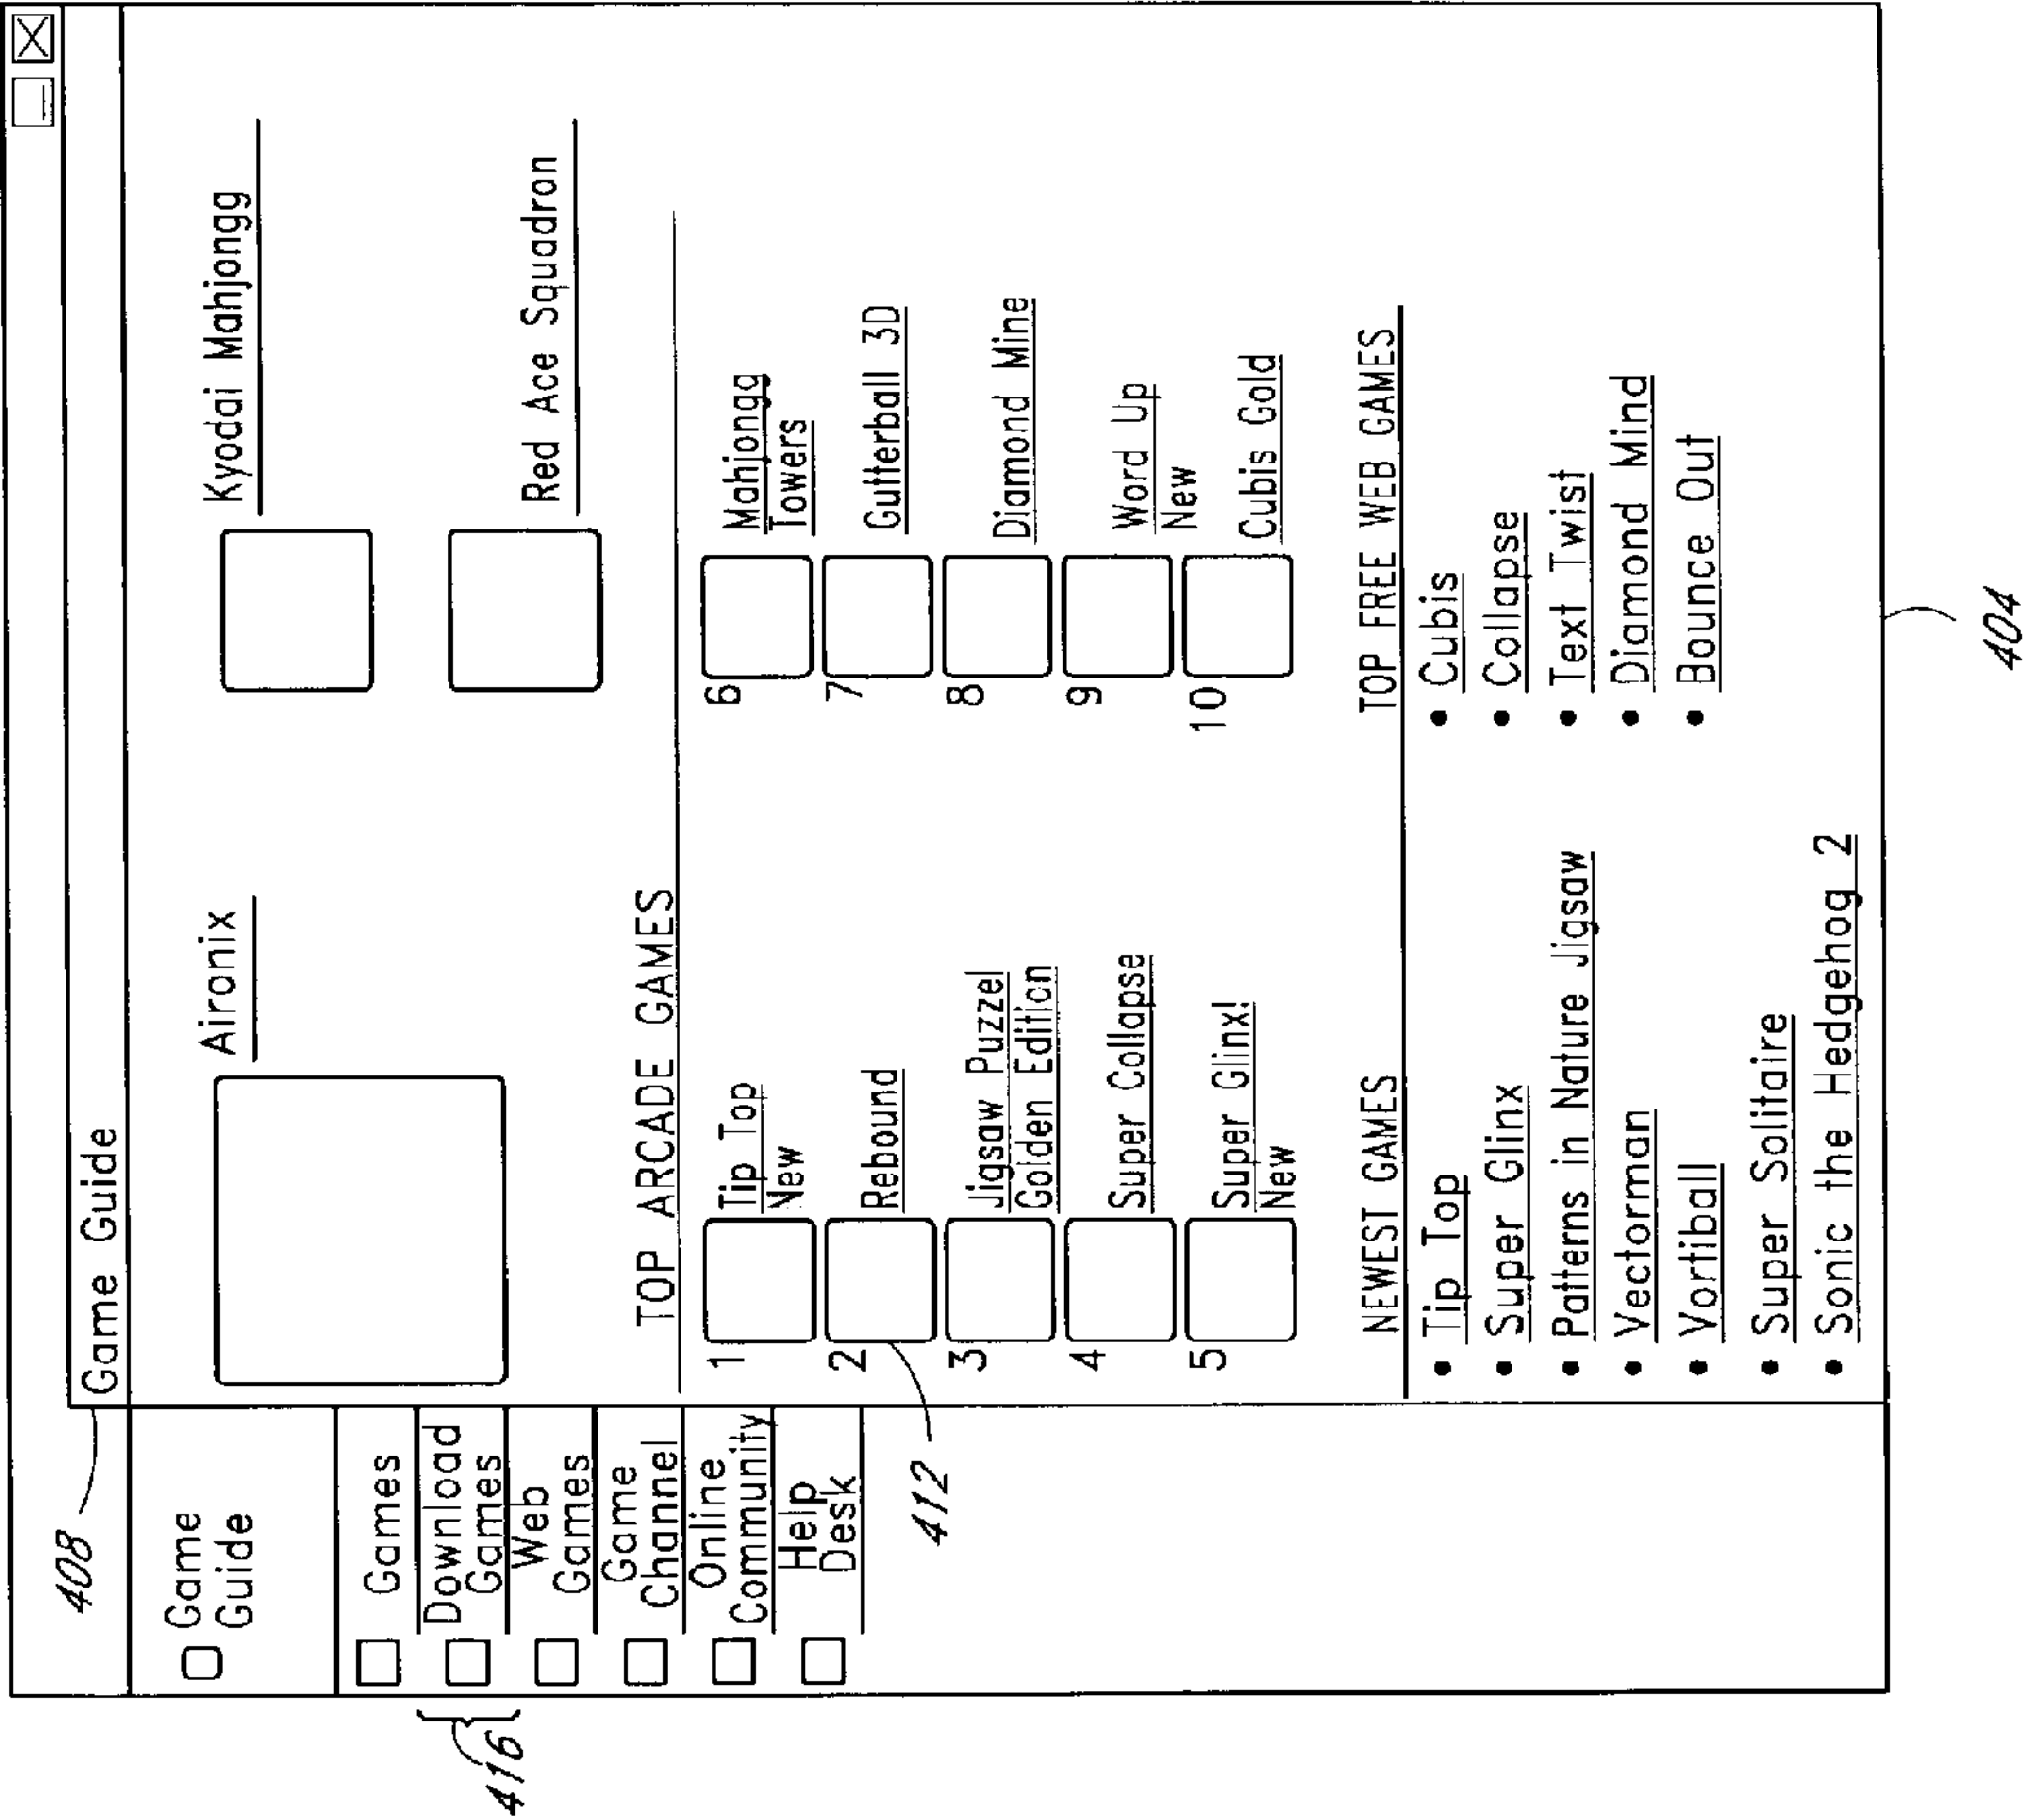 408
Game Guide
Game
Guide
Games
Download
Games
Web
Games
Game
Channel
Online
Community
Help
Desk
416
Aironix
Kyodai Mahjongg
Red Ace Squadron
TOP ARCADE GAMES
1 Tip Top
New
2 Rebound
3 Jigsaw Puzzel
Golden Edition
4 Super Collapse
5 Super Glinx!
New
412
6 Mahjongg
Towers
7 Gutterball 3D
8 Diamond Mine
9 Word Up
New
10 Cubis Gold
NEWEST GAMES
• Tip Top
• Super Glinx
• Patterns in Nature Jigsaw
• Vectorman
• Vortiball
• Super Solitaire
• Sonic the Hedgehog 2
TOP FREE WEB GAMES
• Cubis
• Collapse
• Text Twist
• Diamond Mind
• Bounce Out
404